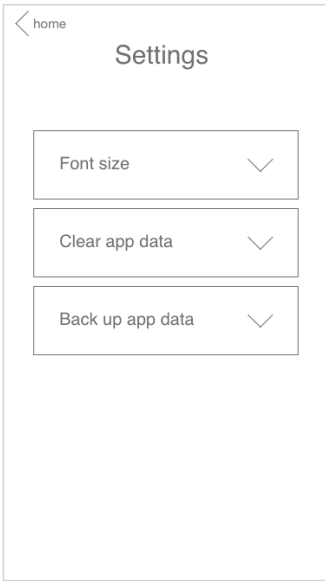 home
Settings
Font size
Clear app data
Back up app data